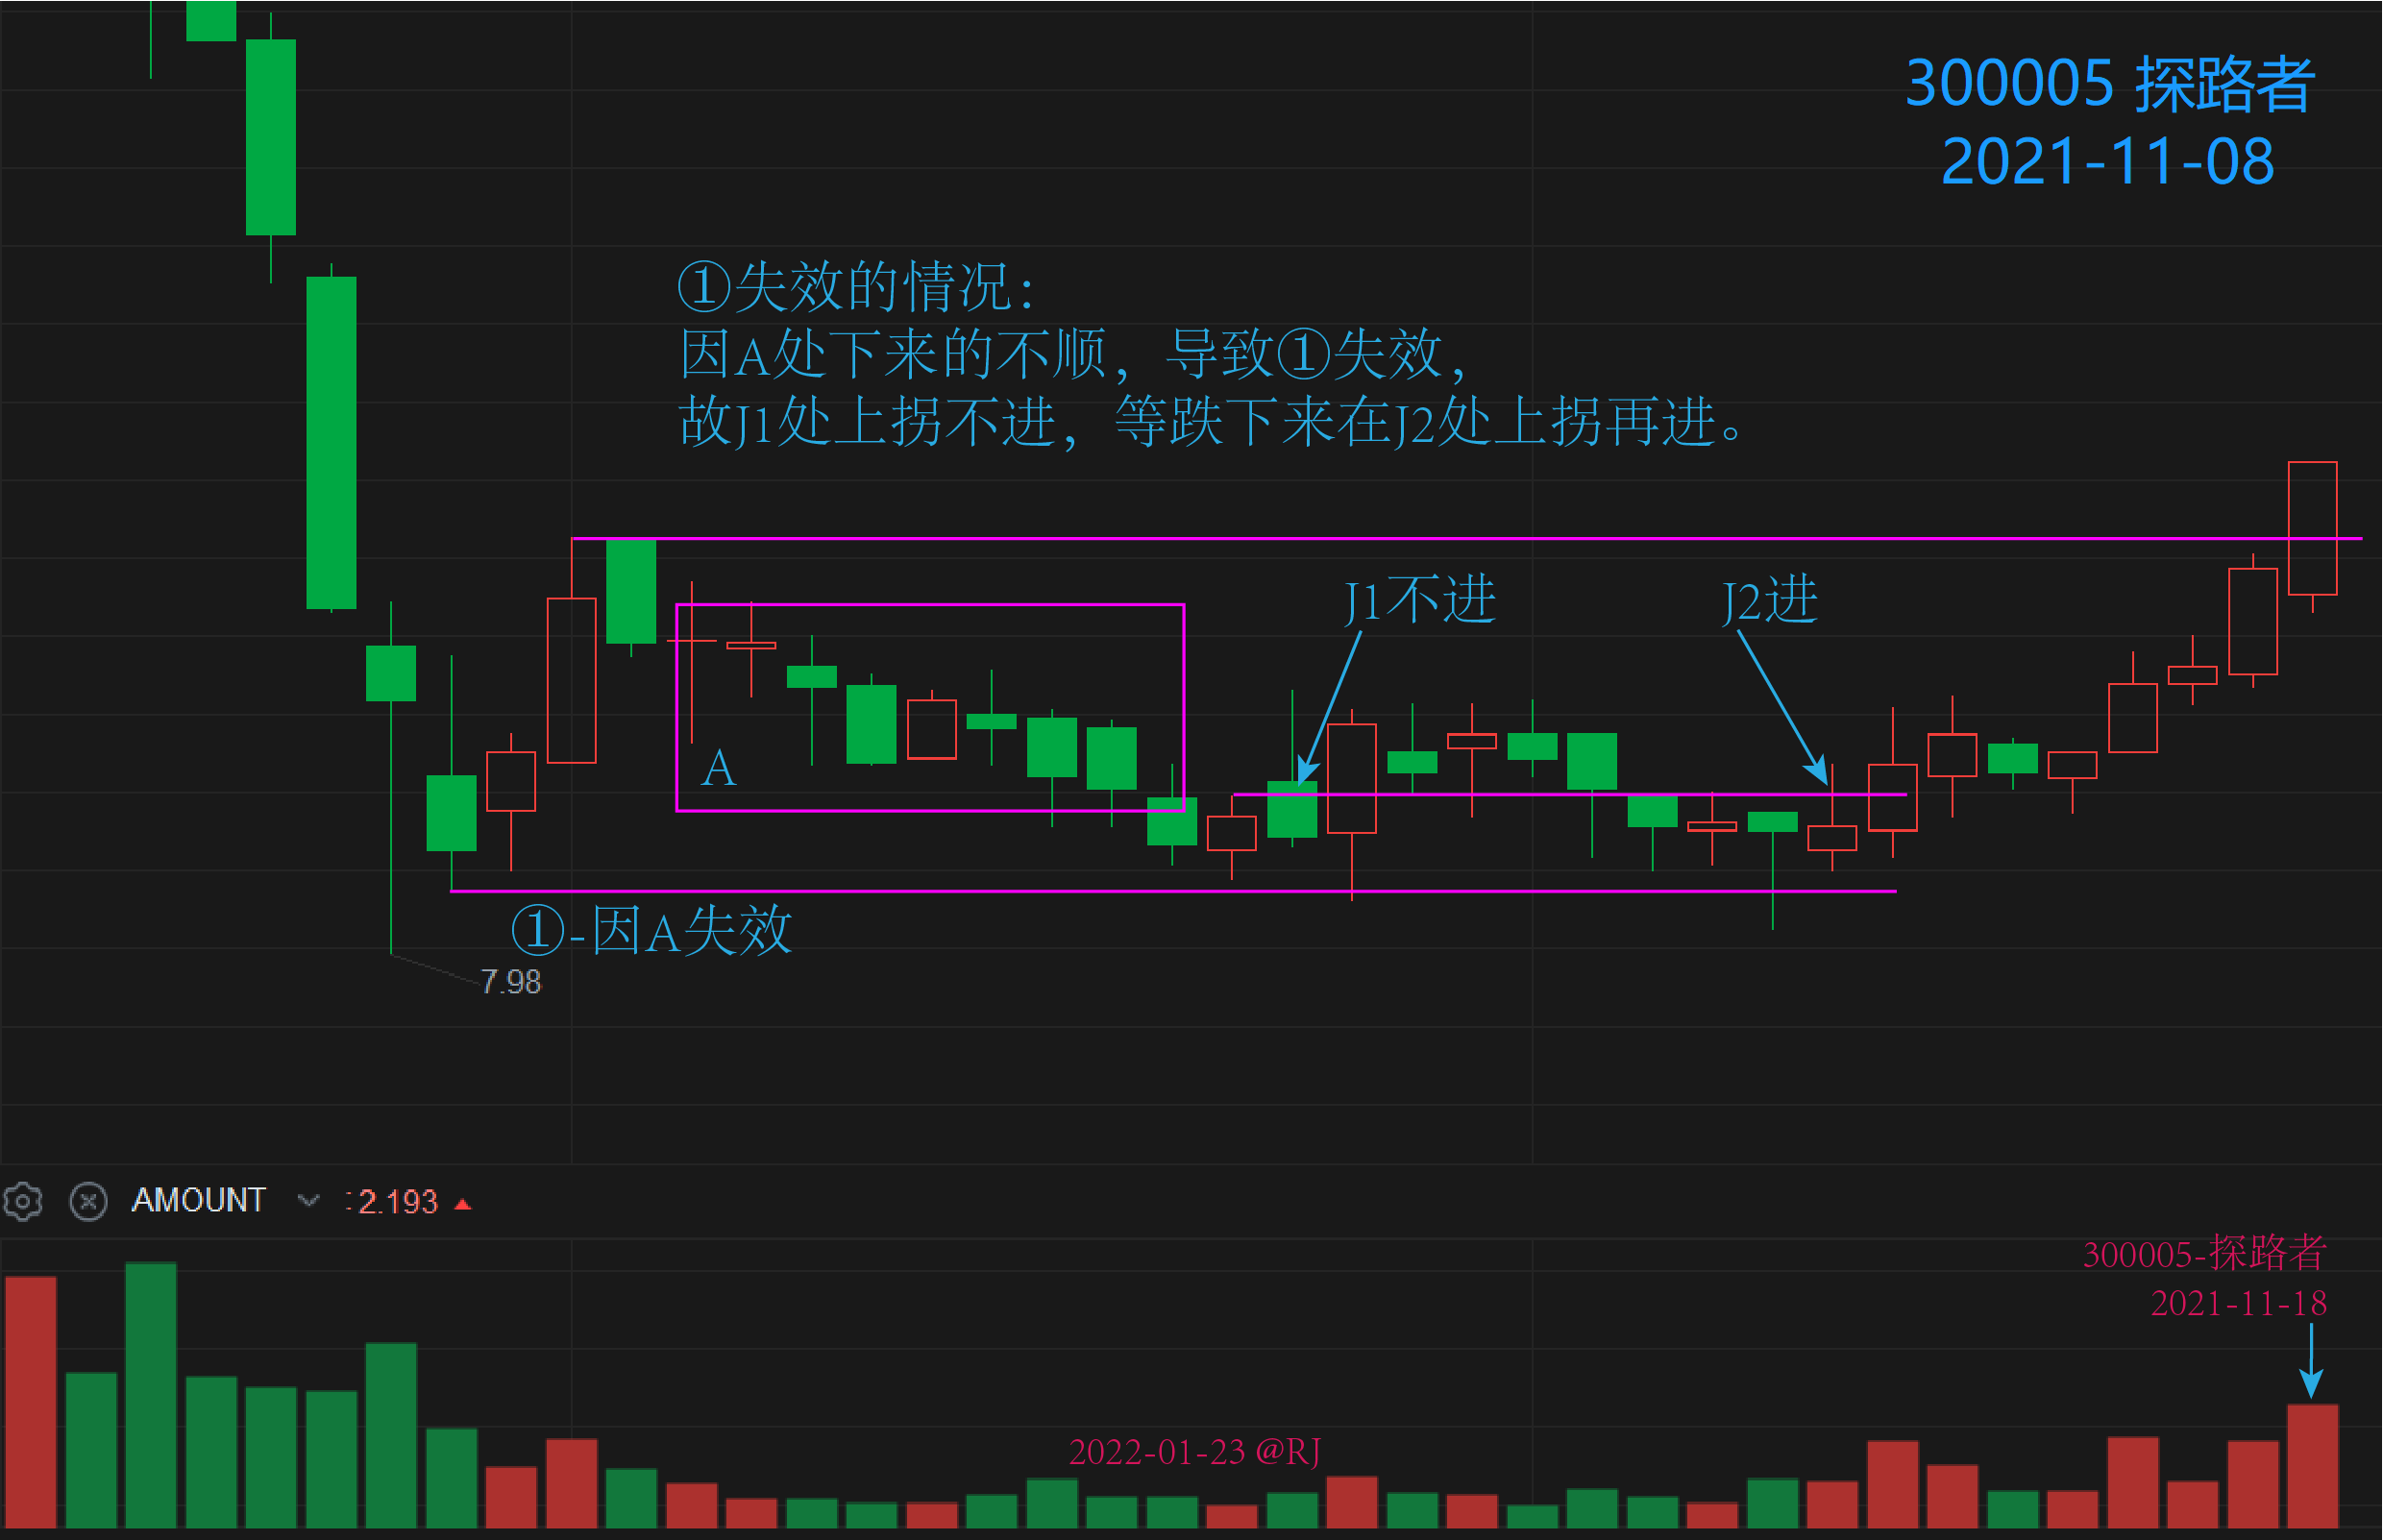 300005 探路者
2021-11-08
①失效的情况：
因A处下来的不顺，导致①失效，
故J1处上拐不进，等跌下来在J2处上拐再进。
J1不进
J2进
A
①-因A失效
7.98
AMOUNT :2.193
300005-探路者
2021-11-18
2022-01-23 @RJ